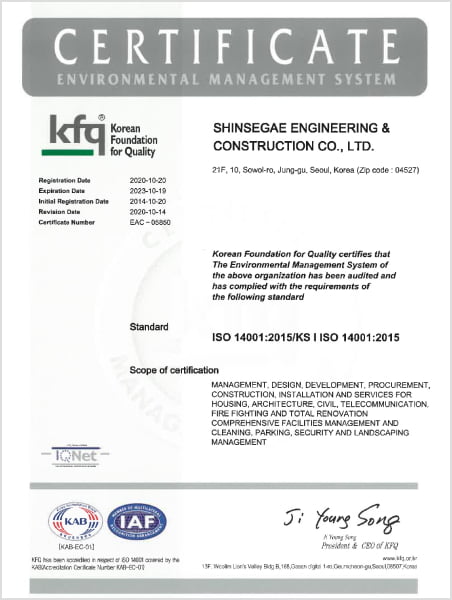 CERTIFICATE
ENVIRONMENTAL MANAGEMENT SYSTEM
kfq® Korean
Foundation
for Quality
SHINSEGAE ENGINEERING &
CONSTRUCTION CO., LTD.
21F, 10, Sowol-ro, Jung-gu, Seoul, Korea (Zip code : 04527)
Registration Date 2020-10-20
Expiration Date 2023-10-19
Initial Registration Date 2014-10-20
Revision Date 2020-10-14
Certificate Number EAC - 05850
Korean Foundation for Quality certifies that
The Environmental Management System of
the above organization has been audited and
has complied with the requirements of
the following standard
Standard
ISO 14001:2015/KS I ISO 14001:2015
Scope of certification
MANAGEMENT, DESIGN, DEVELOPMENT, PROCUREMENT,
CONSTRUCTION, INSTALLATION AND SERVICES FOR
HOUSING, ARCHITECTURE, CIVIL, TELECOMMUNICATION,
FIRE FIGHTING AND TOTAL RENOVATION
COMPREHENSIVE FACILITIES MANAGEMENT AND
CLEANING, PARKING, SECURITY AND LANDSCAPING
MANAGEMENT
IQNet
KAB
IAF
MEMBER OF MULTILATERAL
RECOGNITION ARRANGEMENT
[KAB-EC-01]
Ji Young Song
Ji Young Song
President & CEO of KFQ
KFQ has been accredited in respect of ISO 14001 covered by the
KAB(Accreditation Certificate Number KAB-EC-01)
www.kfq.or.kr
13F, Woolim Lion's Valley Bldg.B,168,Gasan digital 1-ro,Geumcheon-gu,Seoul,08507,Korea